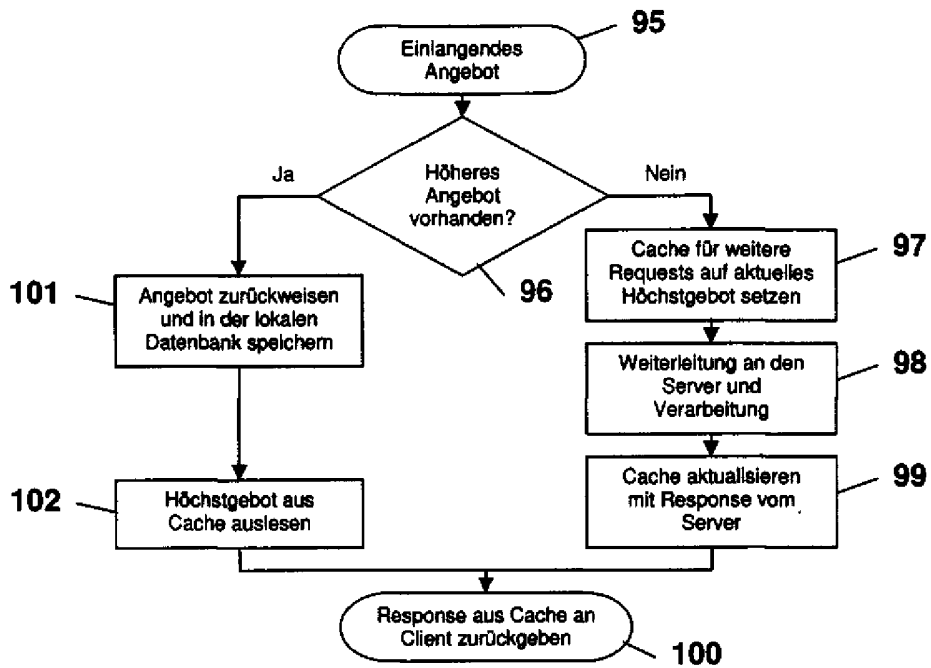 95
Einlangendes
Angebot
Höheres
Angebot
vorhanden?
Ja
Nein
96
Cache für weitere
Requests auf aktuelles
Höchstgebot setzen
97
101
Angebot zurückweisen
und in der lokalen
Datenbank speichern
Weiterleitung an den
Server und
Verarbeitung
98
102
Höchstgebot aus
Cache auslesen
Cache aktualisieren
mit Response vom
Server
99
Response aus Cache an
Client zurückgeben
100